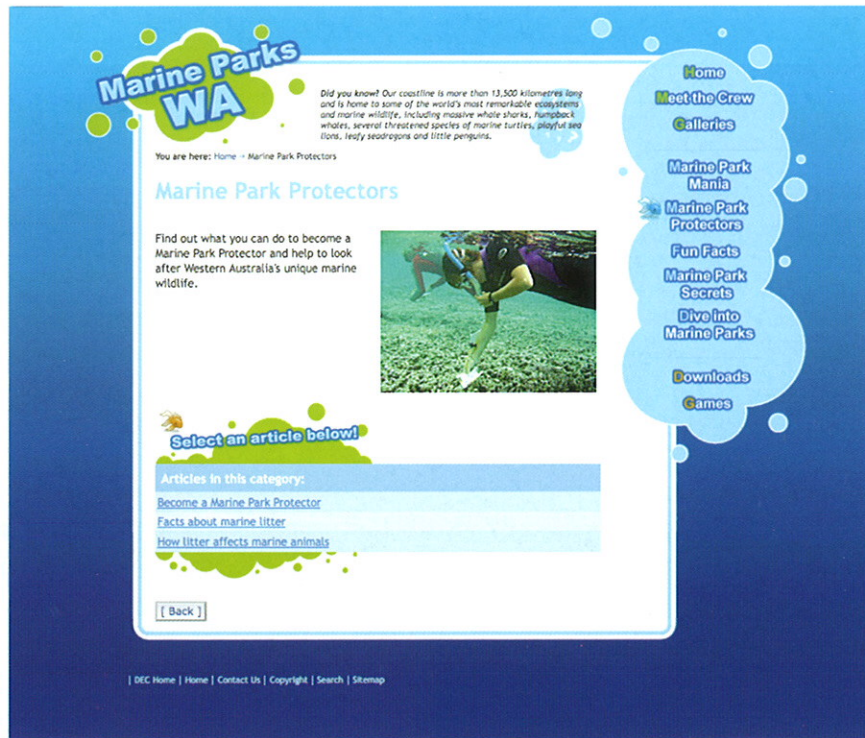 Marine Parks
WA
Did you know? Our coastline is more than 13,500 kilometres long
and is home to some of the world's most remarkable ecosystems
and marine wildlife, including massive whale sharks, humpback
whales, several threatened species of marine turtles, playful sea
lions, leafy seadragons and little penguins.
You are here: Home → Marine Park Protectors
Marine Park Protectors
Find out what you can do to become a
Marine Park Protector and help to look
after Western Australia's unique marine
wildlife.
Select an article below!
Articles in this category:
Become a Marine Park Protector
Facts about marine litter
How litter affects marine animals
[ Back ]
Home
Meet the Crew
Galleries
Marine Park
Mania
Marine Park
Protectors
Fun Facts
Marine Park
Secrets
Dive into
Marine Parks
Downloads
Games
| DEC Home | Home | Contact Us | Copyright | Search | Sitemap